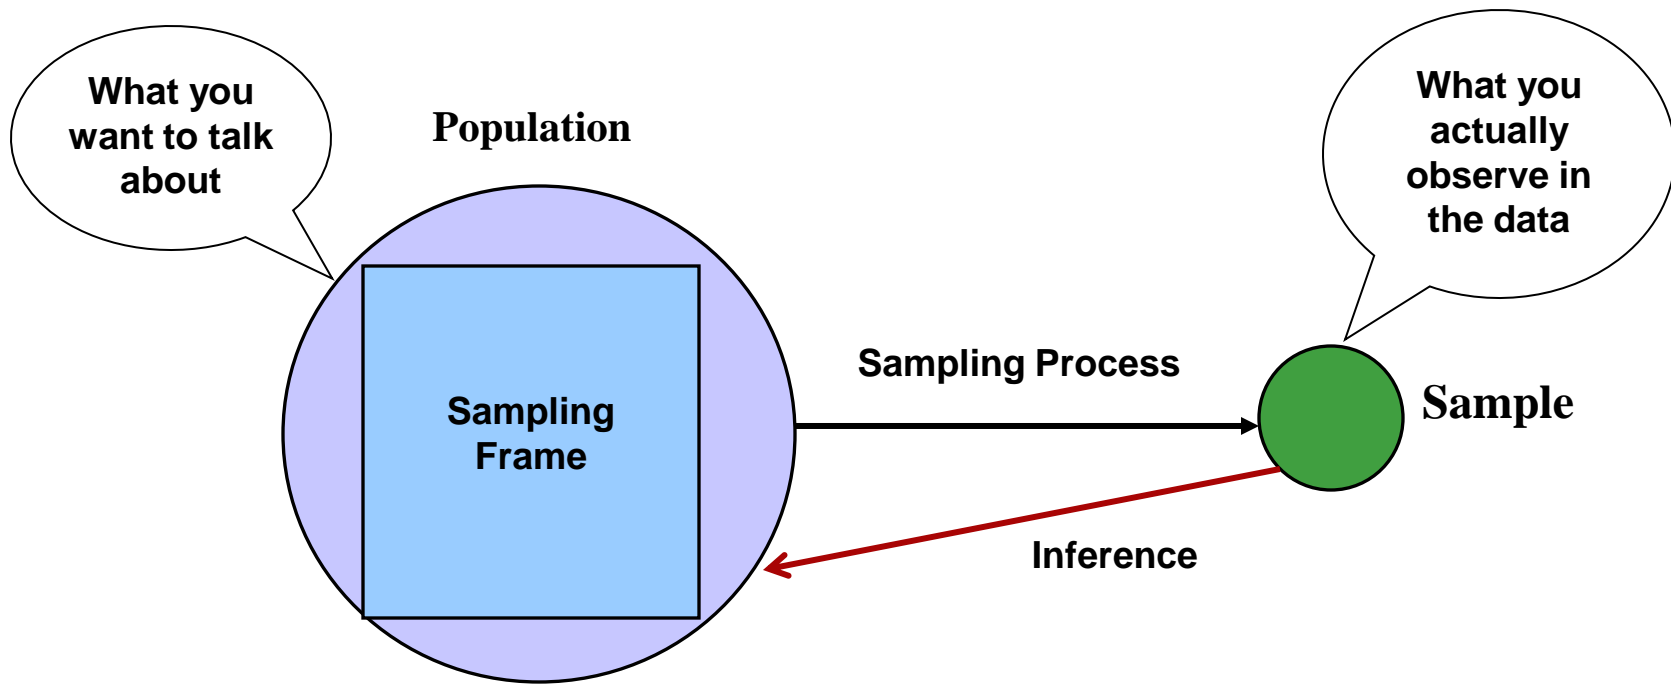 What you
want to talk
about
Population
What you
actually
observe in
the data
Sampling Process
Sampling
Frame
Sample
Inference